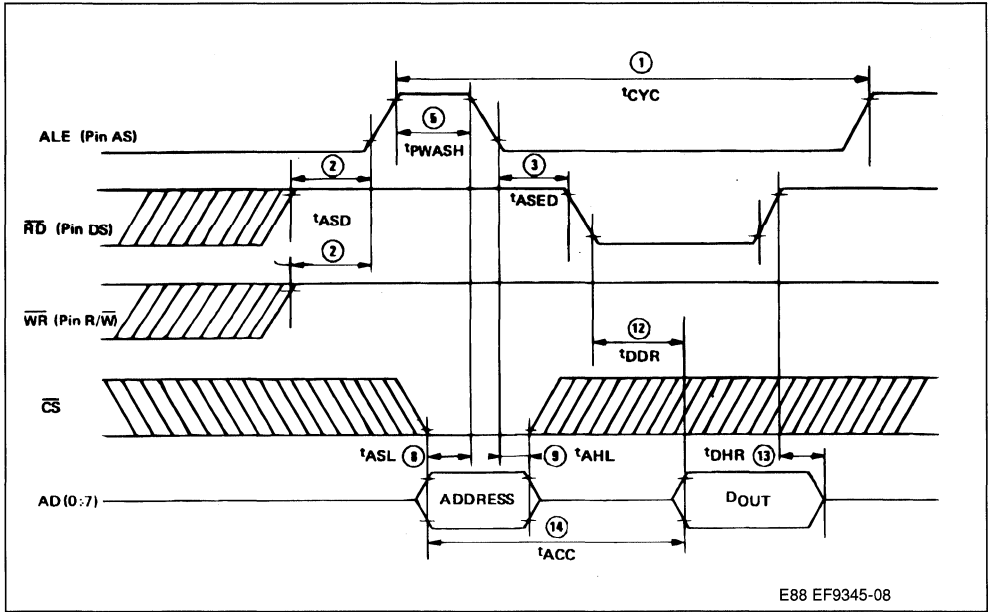 ①
tCYC
ALE (Pin AS)
⑤
tPWASH
②
③
tASD
tASED
RD (Pin DS)
②
WR (Pin R/W)
⑫
tDDR
CS
tASL ⑧
⑨ tAHL
tDHR ⑬
AD (0:7)
ADDRESS
DOUT
⑭
tACC
E88 EF9345-08